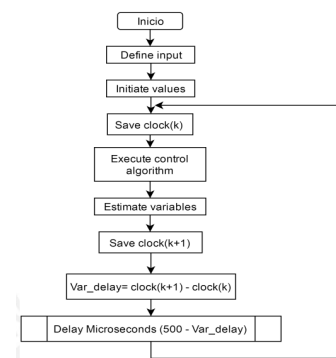 Inicio
Define input
Initiate values
Save clock(k)
Execute control
algorithm
Estimate variables
Save clock(k+1)
Var_delay= clock(k+1) - clock(k)
Delay Microseconds (500 - Var_delay)